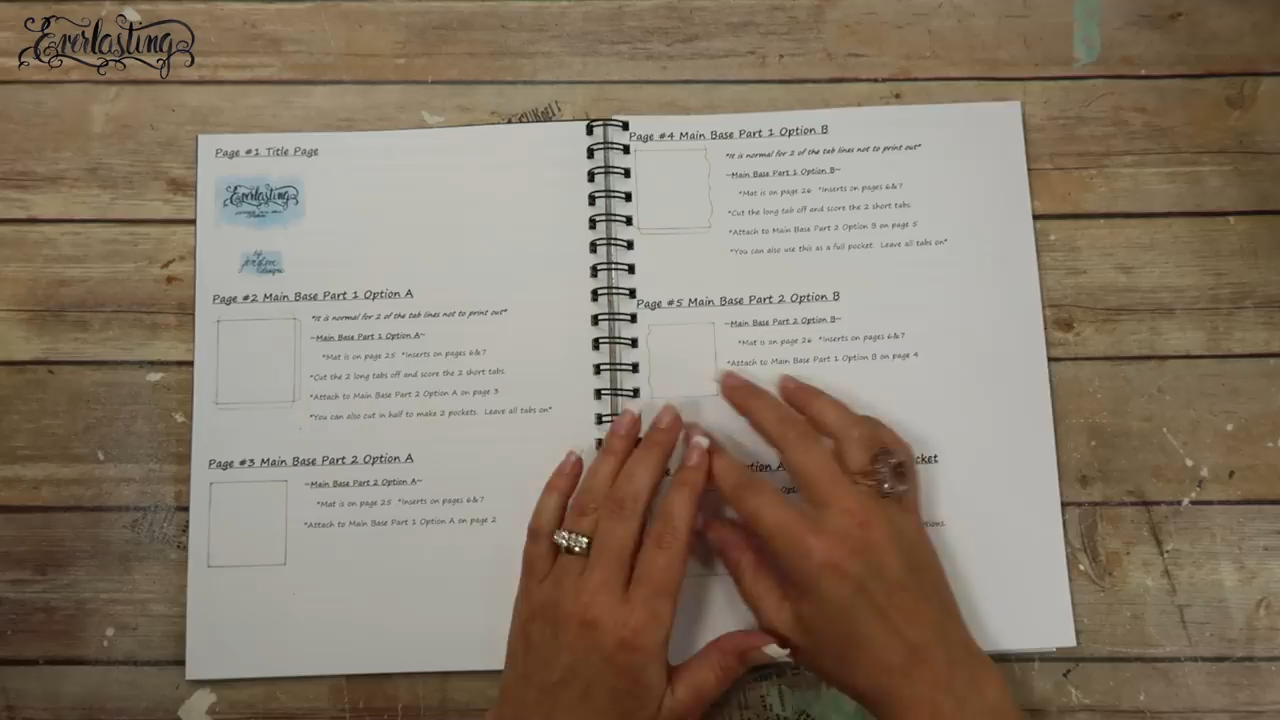 Everlasting
Page #1 Title Page
Everlasting
by
Page #2 Main Base Part 1 Option A
"It is normal for 2 of the tab lines not to print out"
~Main Base Part 1 Option A~
*Mat is on page 25 *Inserts on pages 6&7
*Cut the 2 long tabs off and score the 2 short tabs.
*Attach to Main Base Part 2 Option A on page 3
*You can also cut in half to make 2 pockets. Leave all tabs on"
Page #3 Main Base Part 2 Option A
~Main Base Part 2 Option A~
*Mat is on page 25 *Inserts on pages 6&7
*Attach to Main Base Part 1 Option A on page 2
Page #4 Main Base Part 1 Option B
"It is normal for 2 of the tab lines not to print out"
~Main Base Part 1 Option B~
*Mat is on page 26 *Inserts on pages 6&7
*Cut the long tab off and score the 2 short tabs.
*Attach to Main Base Part 2 Option B on page 5
"You can also use this as a full pocket. Leave all tabs on"
Page #5 Main Base Part 2 Option B
~Main Base Part 2 Option B~
*Mat is on page 26 *Inserts on pages 6&7
*Attach to Main Base Part 1 Option B on page 4